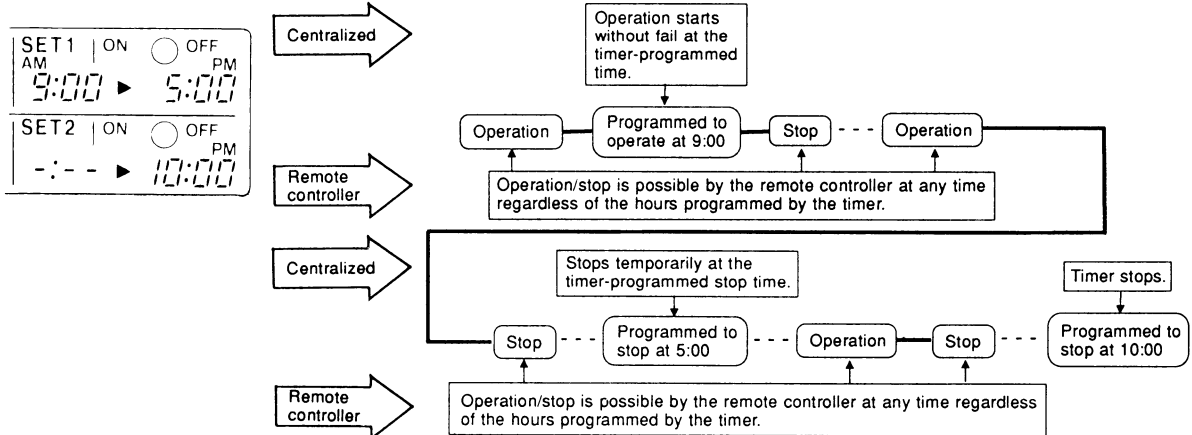 SET1 | ON OFF
AM PM
9:00 ▶ 5:00
SET2 | ON OFF
PM
-:-- ▶ 10:00
Centralized
Operation starts
without fail at the
timer-programmed
time.
Operation
Programmed to
operate at 9:00
Stop
Operation
Remote
controller
Operation/stop is possible by the remote controller at any time
regardless of the hours programmed by the timer.
Centralized
Stops temporarily at the
timer-programmed stop time.
Timer stops.
Stop
Programmed to
stop at 5:00
Operation
Stop
Programmed to
stop at 10:00
Remote
controller
Operation/stop is possible by the remote controller at any time regardless
of the hours programmed by the timer.